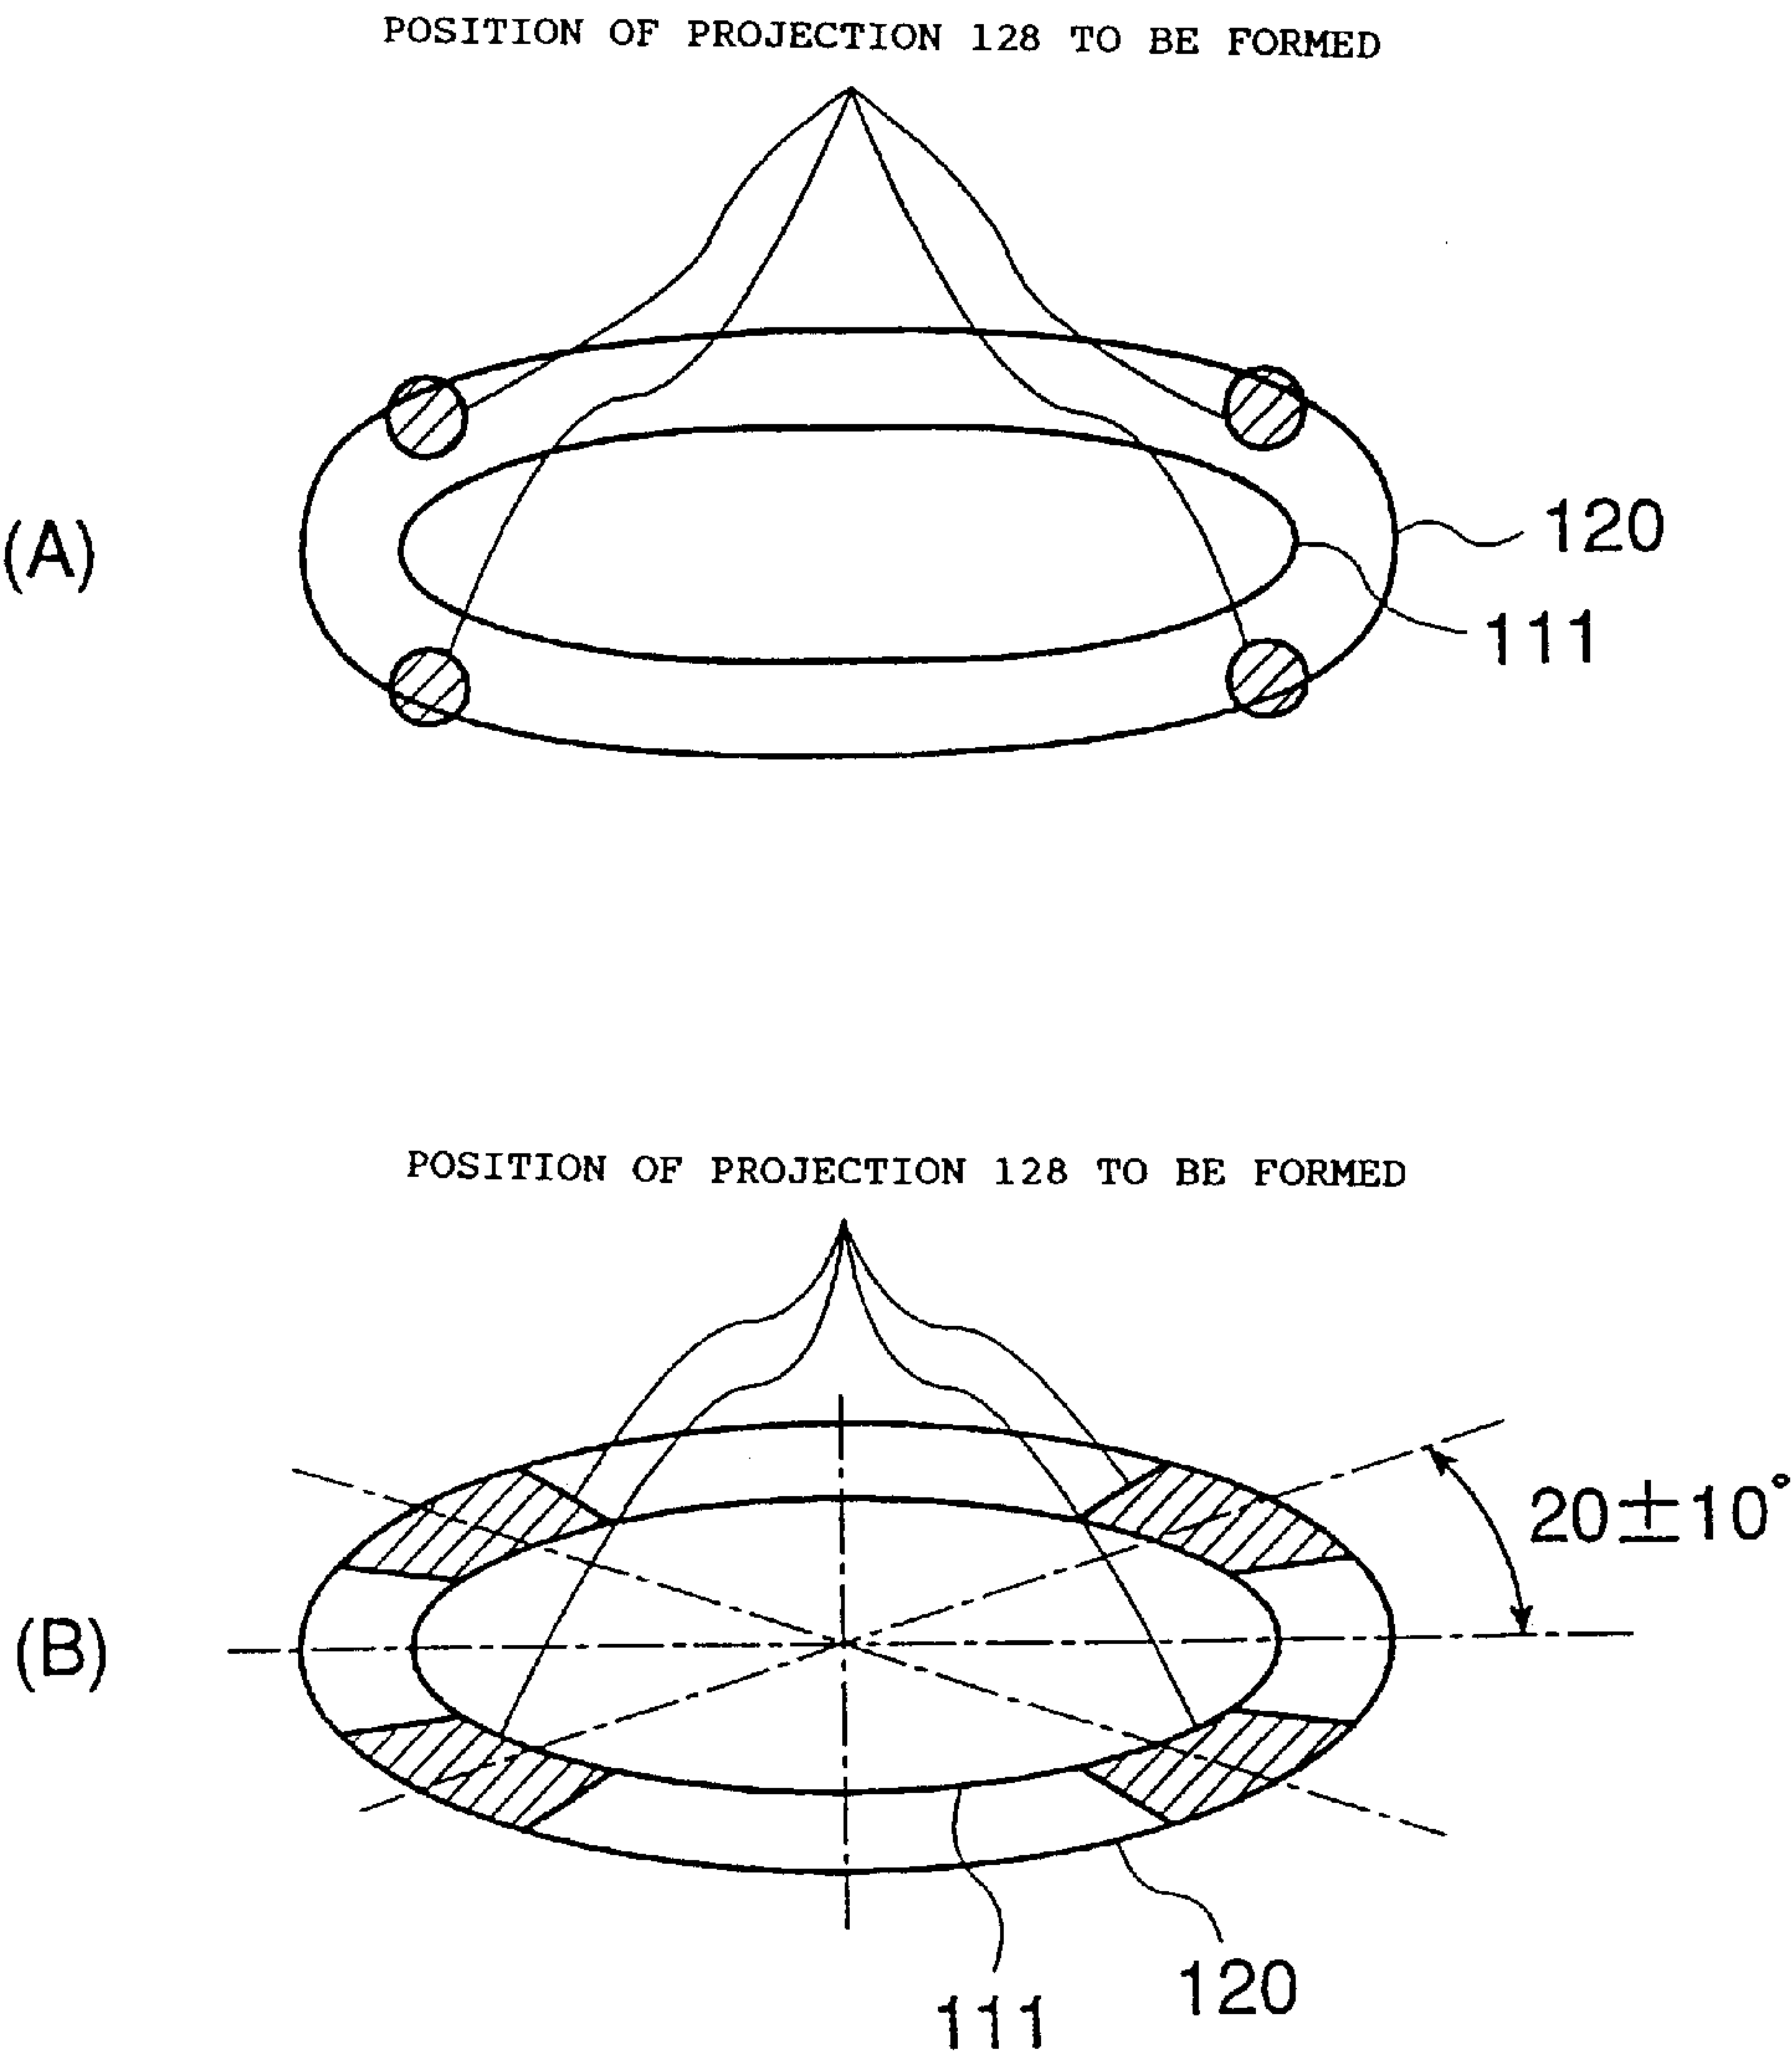 POSITION OF PROJECTION 128 TO BE FORMED
(A)
120
111
POSITION OF PROJECTION 128 TO BE FORMED
20±10°
(B)
120
111